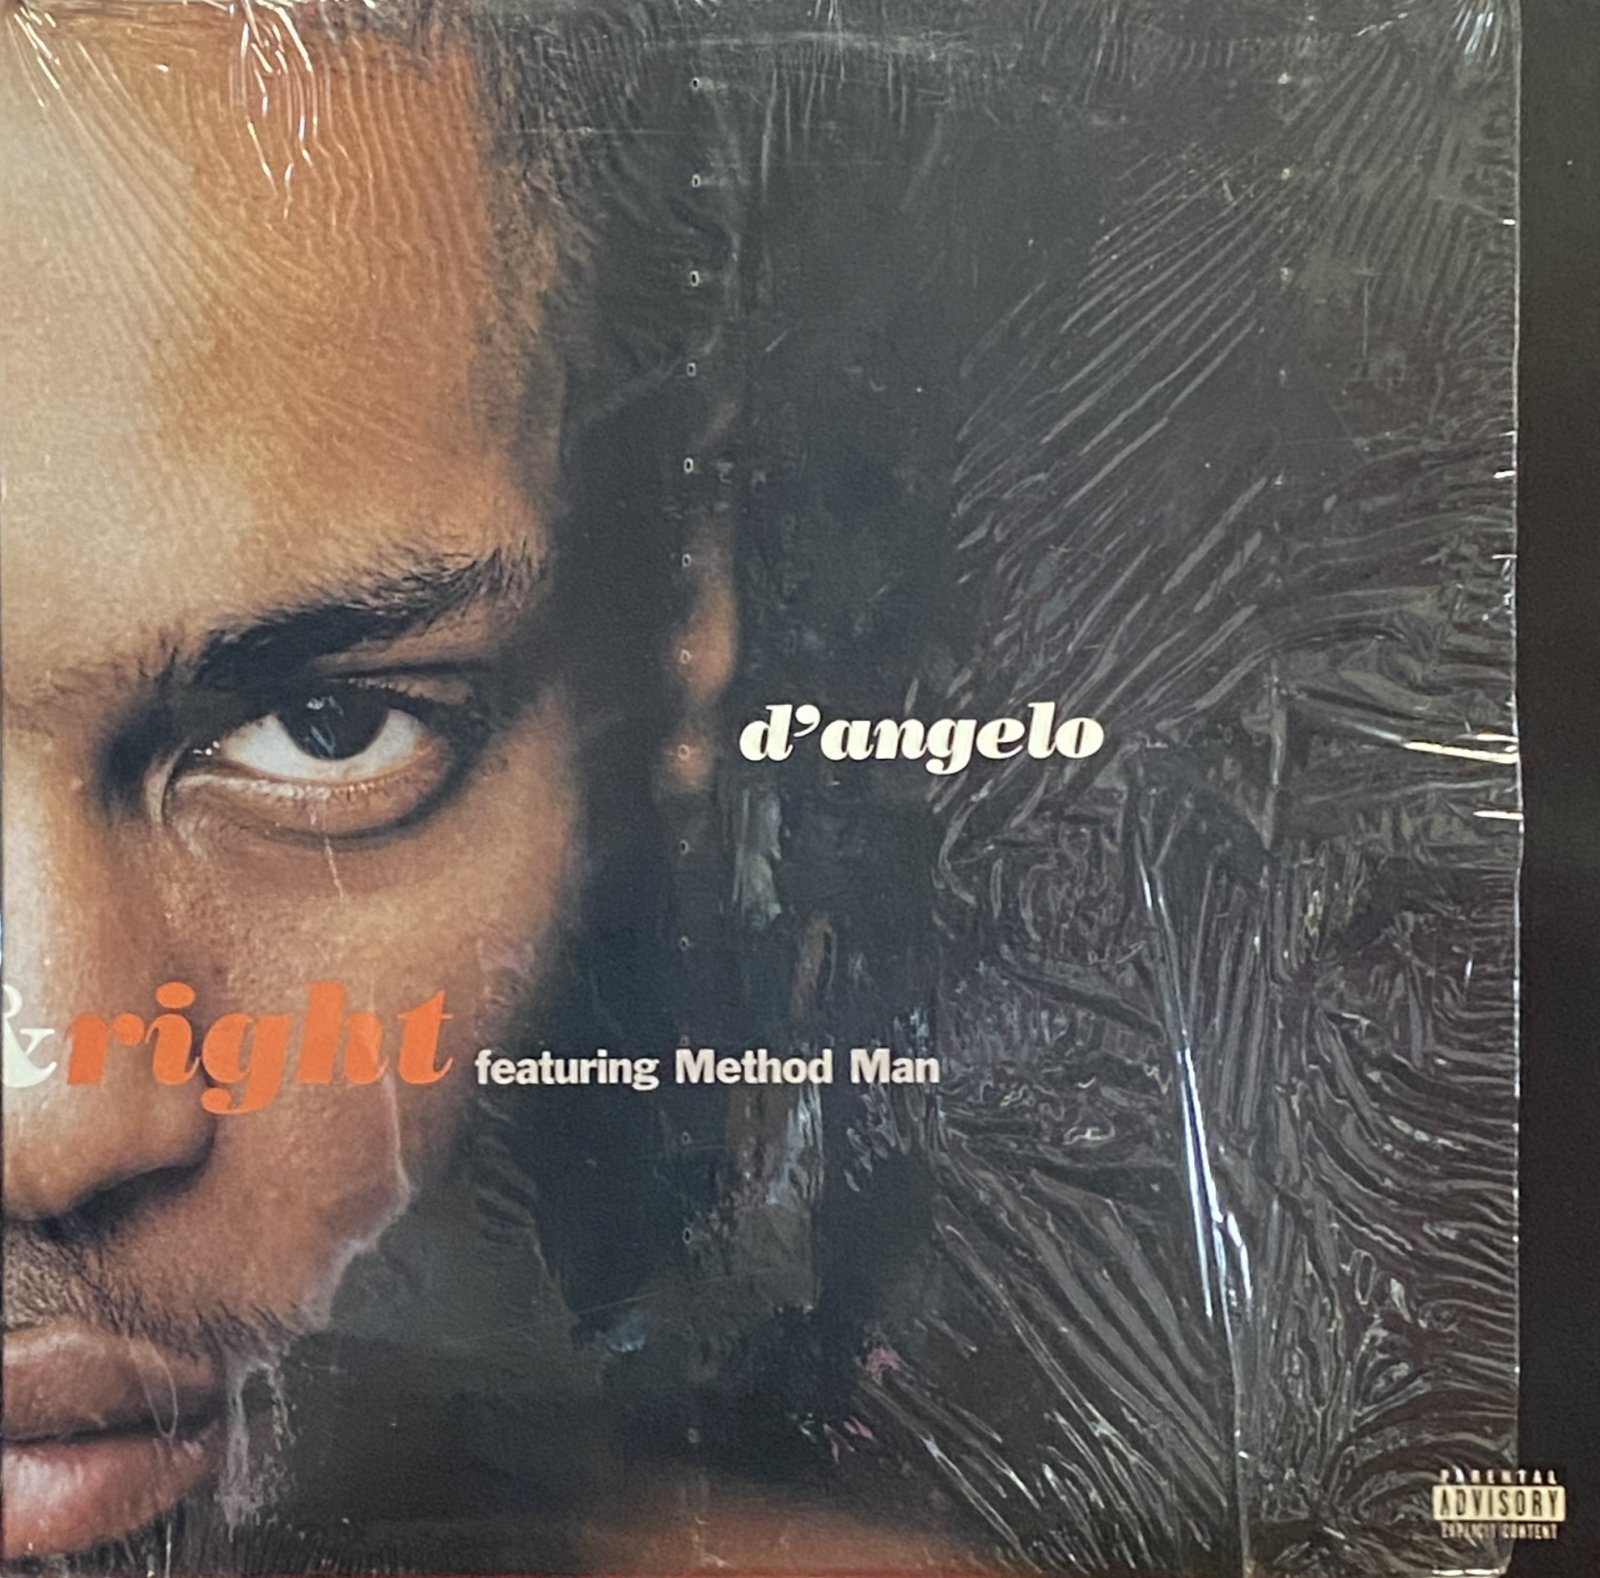 d'angelo
&right featuring Method Man
PARENTAL
ADVISORY
EXPLICIT CONTENT